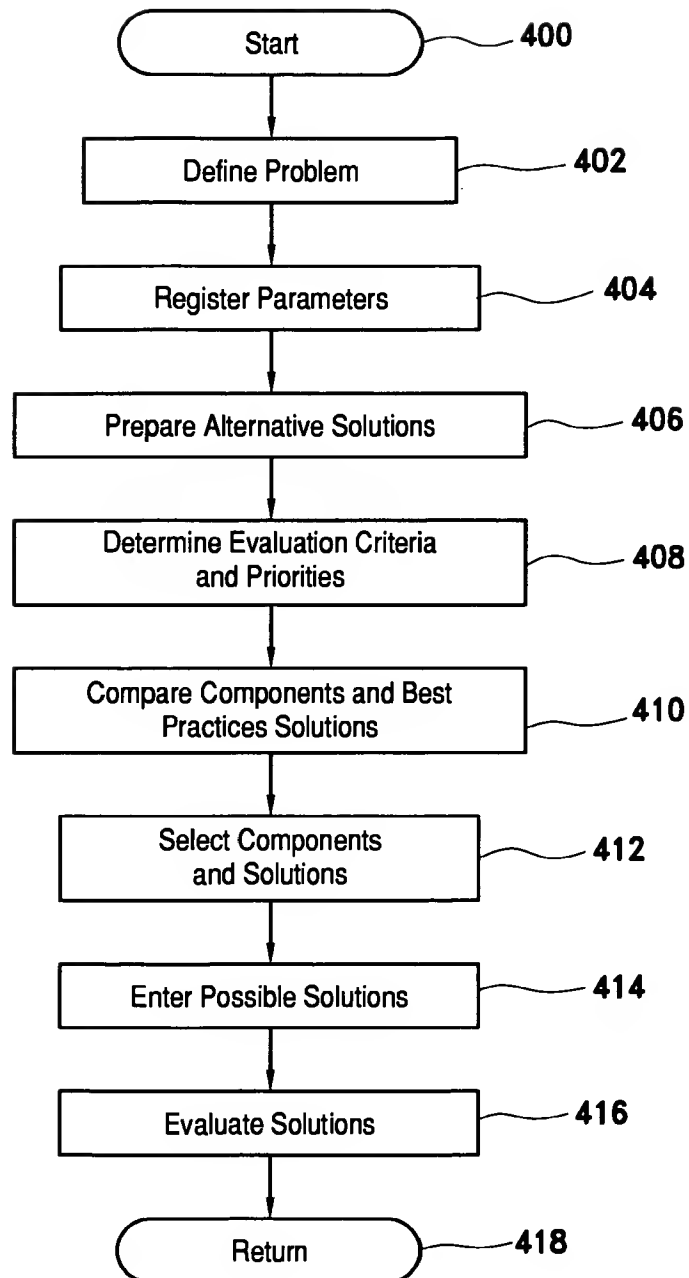 Start
400
Define Problem
402
Register Parameters
404
Prepare Alternative Solutions
406
Determine Evaluation Criteria
and Priorities
408
Compare Components and Best
Practices Solutions
410
Select Components
and Solutions
412
Enter Possible Solutions
414
Evaluate Solutions
416
Return
418